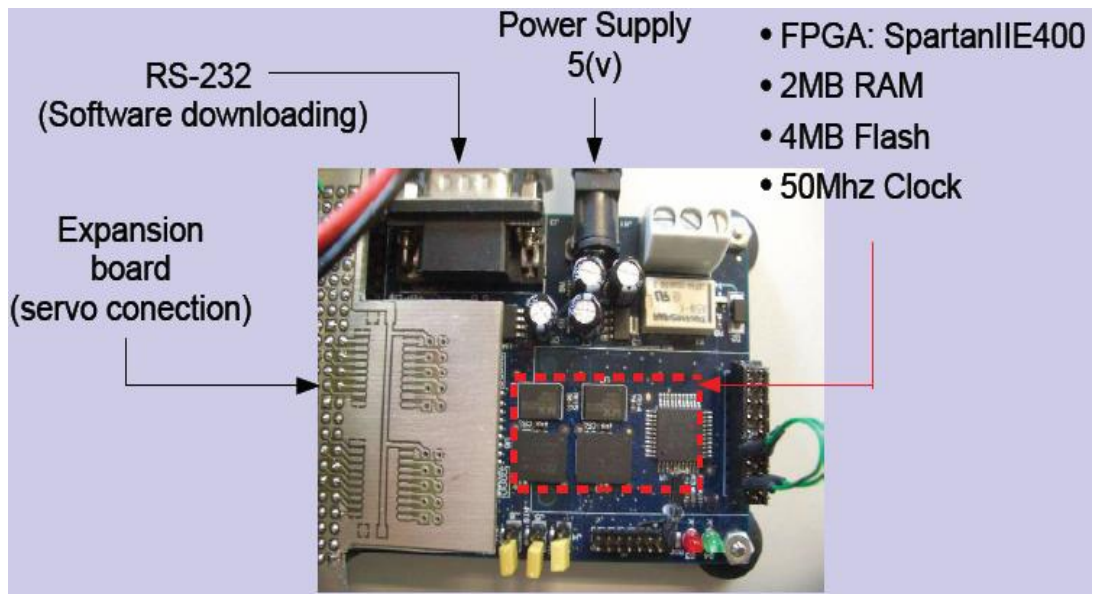 Power Supply
5(v)
RS-232
(Software downloading)
• FPGA: SpartanIIE400
• 2MB RAM
• 4MB Flash
• 50Mhz Clock
Expansion
board
(servo conection)